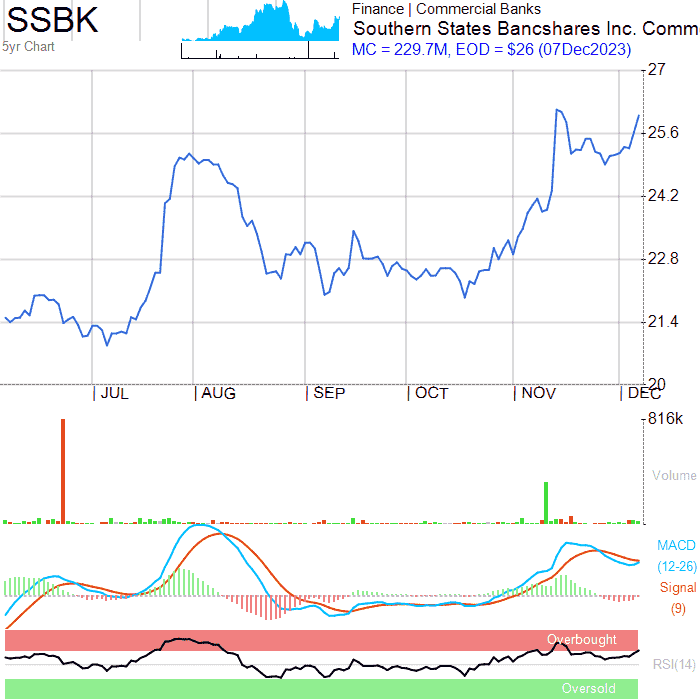 SSBK
5yr Chart
Finance | Commercial Banks
Southern States Bancshares Inc. Comm
MC = 229.7M, EOD = $26 (07Dec2023)
27
25.6
24.2
22.8
21.4
20
JUL AUG SEP OCT NOV DEC
816k
Volume
MACD
(12-26)
Signal
(9)
Overbought
RSI(14)
Oversold